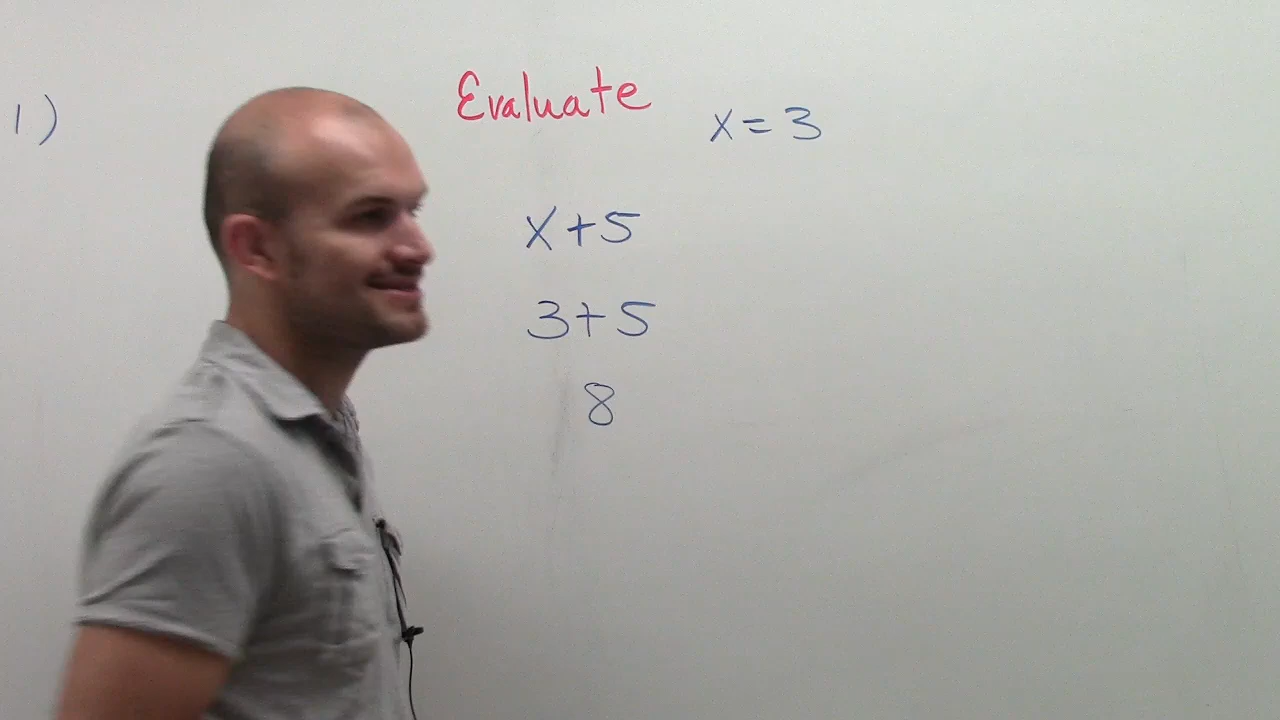 1)
Evaluate
x = 3
x + 5
3 + 5
8